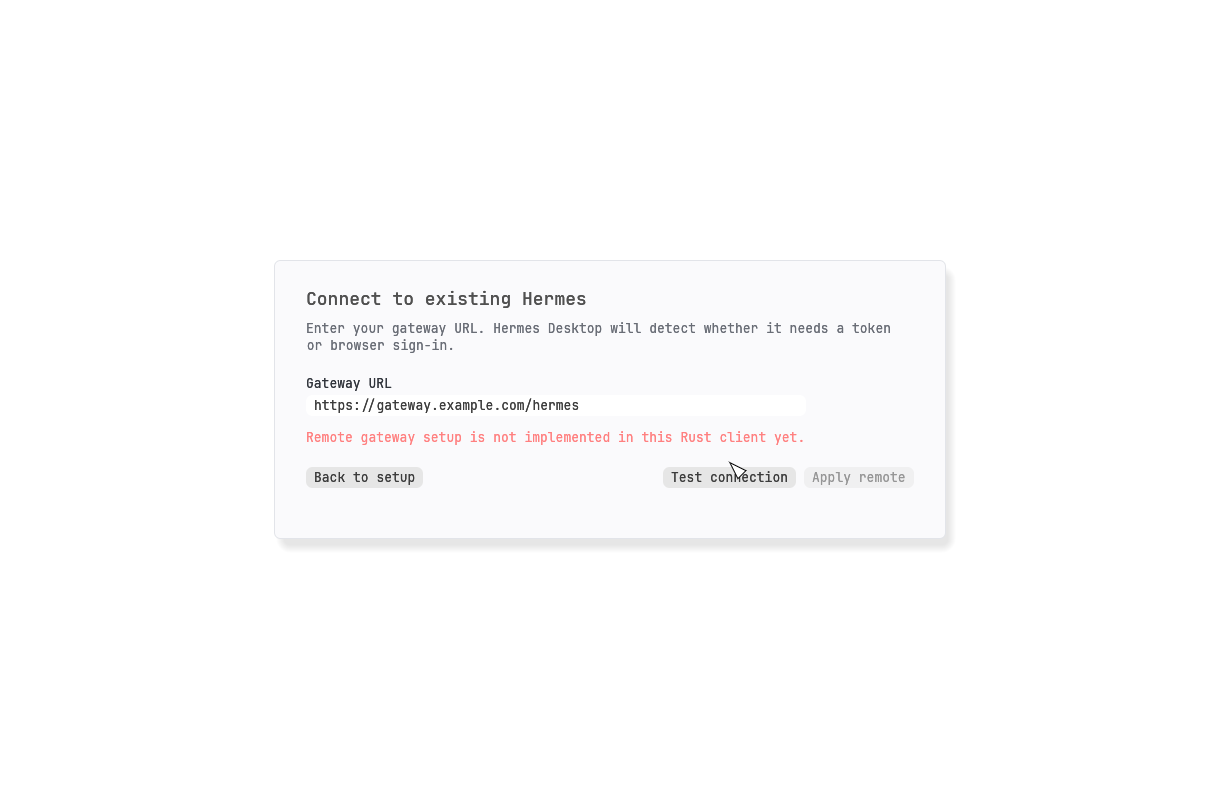 Connect to existing Hermes
Enter your gateway URL. Hermes Desktop will detect whether it needs a token
or browser sign-in.
Gateway URL
https://gateway.example.com/hermes
Remote gateway setup is not implemented in this Rust client yet.
Back to setup
Test connection
Apply remote